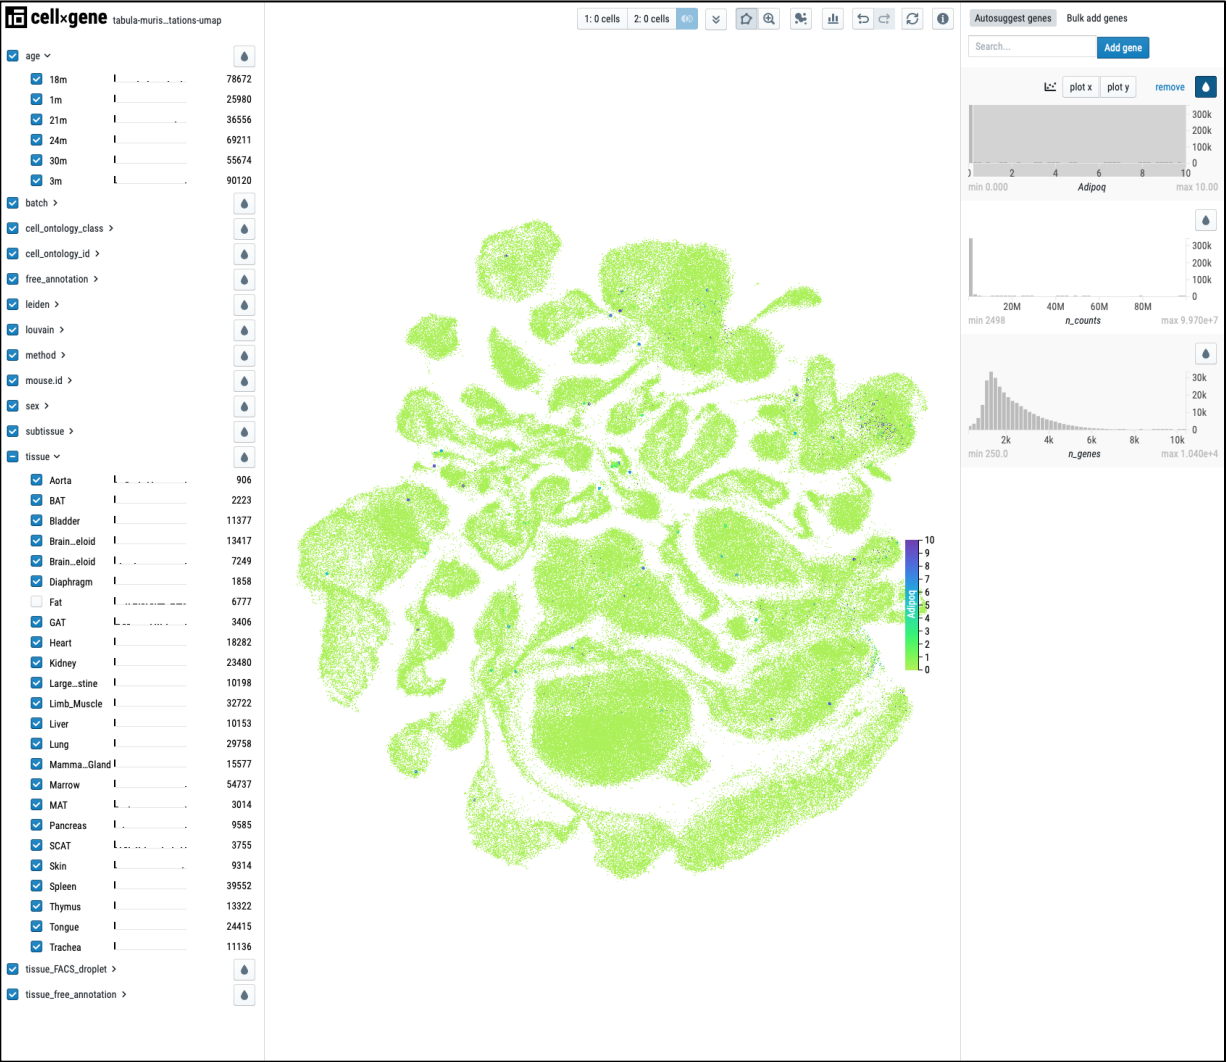 cell×gene tabula-muris…tations-umap
1: 0 cells 2: 0 cells
Autosuggest genes Bulk add genes
Search... Add gene
age
18m 78672
1m 25980
21m 36556
24m 69211
30m 55674
3m 90120
batch
cell_ontology_class
cell_ontology_id
free_annotation
leiden
louvain
method
mouse.id
sex
subtissue
tissue
Aorta 906
BAT 2223
Bladder 11377
Brain…eloid 13417
Brain…eloid 7249
Diaphragm 1858
Fat 6777
GAT 3406
Heart 18282
Kidney 23480
Large…stine 10198
Limb_Muscle 32722
Liver 10153
Lung 29758
Mamma…Gland 15577
Marrow 54737
MAT 3014
Pancreas 9585
SCAT 3755
Skin 9314
Spleen 39552
Thymus 13322
Tongue 24415
Trachea 11136
tissue_FACS_droplet
tissue_free_annotation
10
9
8
7
6
5
4
3
2
1
0
Adipoq
plot x plot y remove
300k
200k
100k
0
0 2 4 6 8 10
min 0.000 Adipoq max 10.00
300k
200k
100k
0
20M 40M 60M 80M
min 2498 n_counts max 9.970e+7
30k
20k
10k
0
2k 4k 6k 8k 10k
min 250.0 n_genes max 1.040e+4